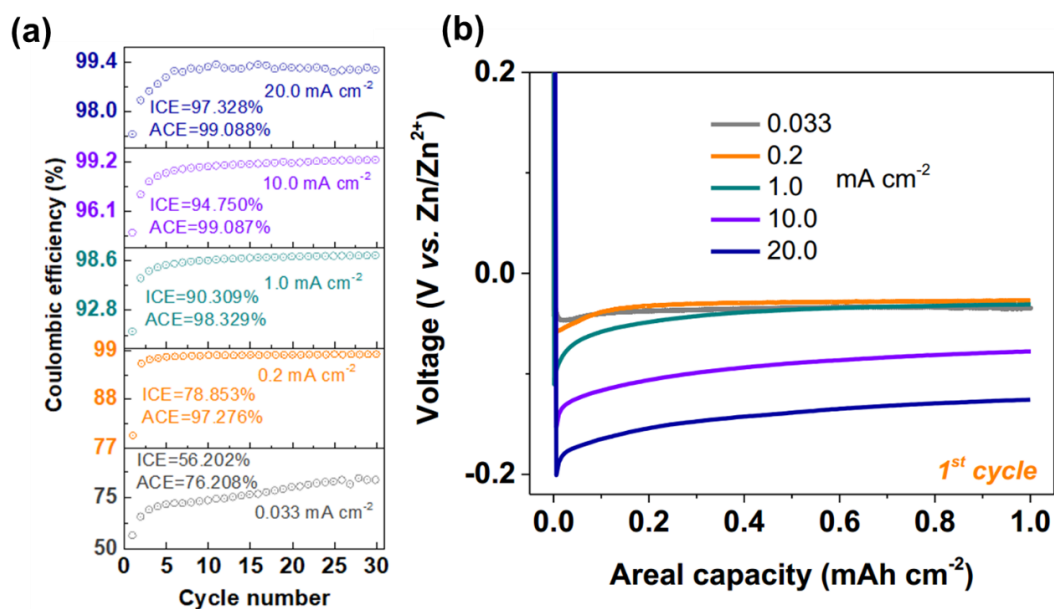 (a)
Coulombic efficiency (%)
99.4
98.0
20.0 mA cm⁻²
ICE=97.328%
ACE=99.088%
99.2
96.1
10.0 mA cm⁻²
ICE=94.750%
ACE=99.087%
98.6
92.8
1.0 mA cm⁻²
ICE=90.309%
ACE=98.329%
99
88
77
0.2 mA cm⁻²
ICE=78.853%
ACE=97.276%
ICE=56.202%
ACE=76.208%
75
50
0.033 mA cm⁻²
0 5 10 15 20 25 30
Cycle number
(b)
Voltage (V vs. Zn/Zn²⁺)
0.2
0.0
-0.2
0.033
0.2
1.0 mA cm⁻²
10.0
20.0
1ˢᵗ cycle
0.0 0.2 0.4 0.6 0.8 1.0
Areal capacity (mAh cm⁻²)